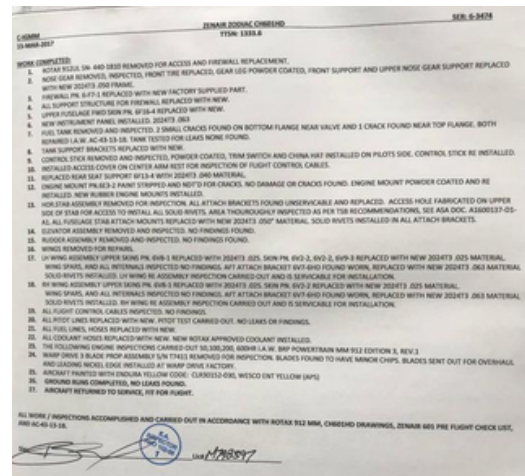 ZENAIR ZODIAC CH601HD
SER: 6-3474
C-IGMM
TTSN: 1333.6
15-MAR-2017
WORK COMPLETED:
1. ROTAX 912UL SN- 440-1810 REMOVED FOR ACCESS AND FIREWALL REPLACEMENT.
2. NOSE GEAR REMOVED, INSPECTED, FRONT TIRE REPLACED, GEAR LEG POWDER COATED, FRONT SUPPORT AND UPPER NOSE GEAR SUPPORT REPLACED
WITH NEW 2024T3 .050 FRAME.
3. FIREWALL PN. 6-F7-1 REPLACED WITH NEW FACTORY SUPPLIED PART.
4. ALL SUPPORT STRUCTURE FOR FIREWALL REPLACED WITH NEW.
5. UPPER FUSELAGE FWD SKIN PN. 6F16-4 REPLACED WITH NEW.
6. NEW INSTRUMENT PANEL INSTALLED. 2024T3 .063
7. FUEL TANK REMOVED AND INSPECTED. 2 SMALL CRACKS FOUND ON BOTTOM FLANGE NEAR VALVE AND 1 CRACK FOUND NEAR TOP FLANGE. BOTH
REPAIRED I.A.W. AC-43-13-1B. TANK TESTED FOR LEAKS NONE FOUND.
8. TANK SUPPORT BRACKETS REPLACED WITH NEW.
9. CONTROL STICK REMOVED AND INSPECTED, POWDER COATED, TRIM SWITCH AND CHINA HAT INSTALLED ON PILOTS SIDE. CONTROL STICK RE INSTALLED.
10. INSTALLED ACCESS COVER ON CENTER ARM REST FOR INSPECTION OF FLIGHT CONTROL CABLES.
11. REPLACED REAR SEAT SUPPORT 6F13-4 WITH 2024T3 .040 MATERIAL.
12. ENGINE MOUNT PN.6E3-2 PAINT STRIPPED AND NDT'D FOR CRACKS. NO DAMAGE OR CRACKS FOUND. ENGINE MOUNT POWDER COATED AND RE
INSTALLED. NEW RUBBER ENGINE MOUNTS INSTALLED.
13. HOR.STAB ASSEMBLY REMOVED FOR INSPECTION. ALL ATTACH BRACKETS FOUND UNSERVICABLE AND REPLACED. ACCESS HOLE FABRICATED ON UPPER
SIDE OF STAB FOR ACCESS TO INSTALL ALL SOLID RIVETS. AREA THOUROUGHLY INSPECTED AS PER TSB RECOMMENDATIONS, SEE ASA DOC. A1600137-D1-
A1. ALL FUSELAGE STAB ATTACH MOUNTS REPLACED WITH NEW 2024T3 .050" MATERIAL. SOLID RIVETS INSTALLED IN ALL ATTACH BRACKETS.
14. ELEVATOR ASSEMBLY REMOVED AND INSPECTED. NO FINDINGS FOUND.
15. RUDDER ASSEMBLY REMOVED AND INSPECTED. NO FINDINGS FOUND.
16. WINGS REMOVED FOR REPAIRS.
17. LH WING ASSEMBLY UPPER SKINS PN. 6V8-1 REPLACED WITH 2024T3 .025. SKIN PN. 6V2-2, 6V2-2, 6V9-3 REPLACED WITH NEW 2024T3 .025 MATERIAL.
WING SPARS, AND ALL INTERNALS INSPECTED NO FINDINGS. AFT ATTACH BRACKET 6V7-6HD FOUND WORN, REPLACED WITH NEW 2024T3 .063 MATERIAL
SOLID RIVETS INSTALLED. LH WING RE ASSEMBLY INSPECTION CARRIED OUT AND IS SERVICABLE FOR INSTALLATION.
18. RH WING ASSEMBLY UPPER SKINS PN. 6V8-1 REPLACED WITH 2024T3 .025. SKIN PN. 6V2-2 REPLACED WITH NEW 2024T3 .025 MATERIAL.
WING SPARS, AND ALL INTERNALS INSPECTED NO FINDINGS. AFT ATTACH BRACKET 6V7-6HD FOUND WORN, REPLACED WITH NEW 2024T3 .063 MATERIAL
SOLID RIVETS INSTALLED. RH WING RE ASSEMBLY INSPECTION CARRIED OUT AND IS SERVICABLE FOR INSTALLATION.
19. ALL FLIGHT CONTROL CABLES INSPECTED. NO FINDINGS.
20. ALL PITOT LINES REPLACED WITH NEW. PITOT TEST CARRIED OUT. NO LEAKS OR FINDINGS.
21. ALL FUEL LINES, HOSES REPLACED WITH NEW.
22. ALL COOLANT HOSES REPLACED WITH NEW. NEW ROTAX APPROVED COOLANT INSTALLED.
23. THE FOLLOWING ENGINE INSPECTIONS CARRIED OUT 50,100,200, 600HR I.A.W. BRP POWERTRAIN MM 912 EDITION 3, REV.1
24. WARP DRIVE 3 BLADE PROP ASSEMBLY S/N T7411 REMOVED FOR INSPECTION. BLADES FOUND TO HAVE MINOR CHIPS. BLADES SENT OUT FOR OVERHAUL
AND LEADING NICKEL EDGE INSTALLED AT WARP DRIVE FACTORY.
25. AIRCRAFT PAINTED WITH ENDURA YELLOW CODE: CLR30152-030, WESCO ENT YELLOW (APS)
26. GROUND RUNS COMPLETED, NO LEAKS FOUND.
27. AIRCRAFT RETURNED TO SERVICE, FIT FOR FLIGHT.
ALL WORK / INSPECTIONS ACCOMPLISHED AND CARRIED OUT IN ACCORDANCE WITH ROTAX 912 MM, CH601HD DRAWINGS, ZENAIR 601 PRE FLIGHT CHECK LIST,
AND AC-43-13-1B.